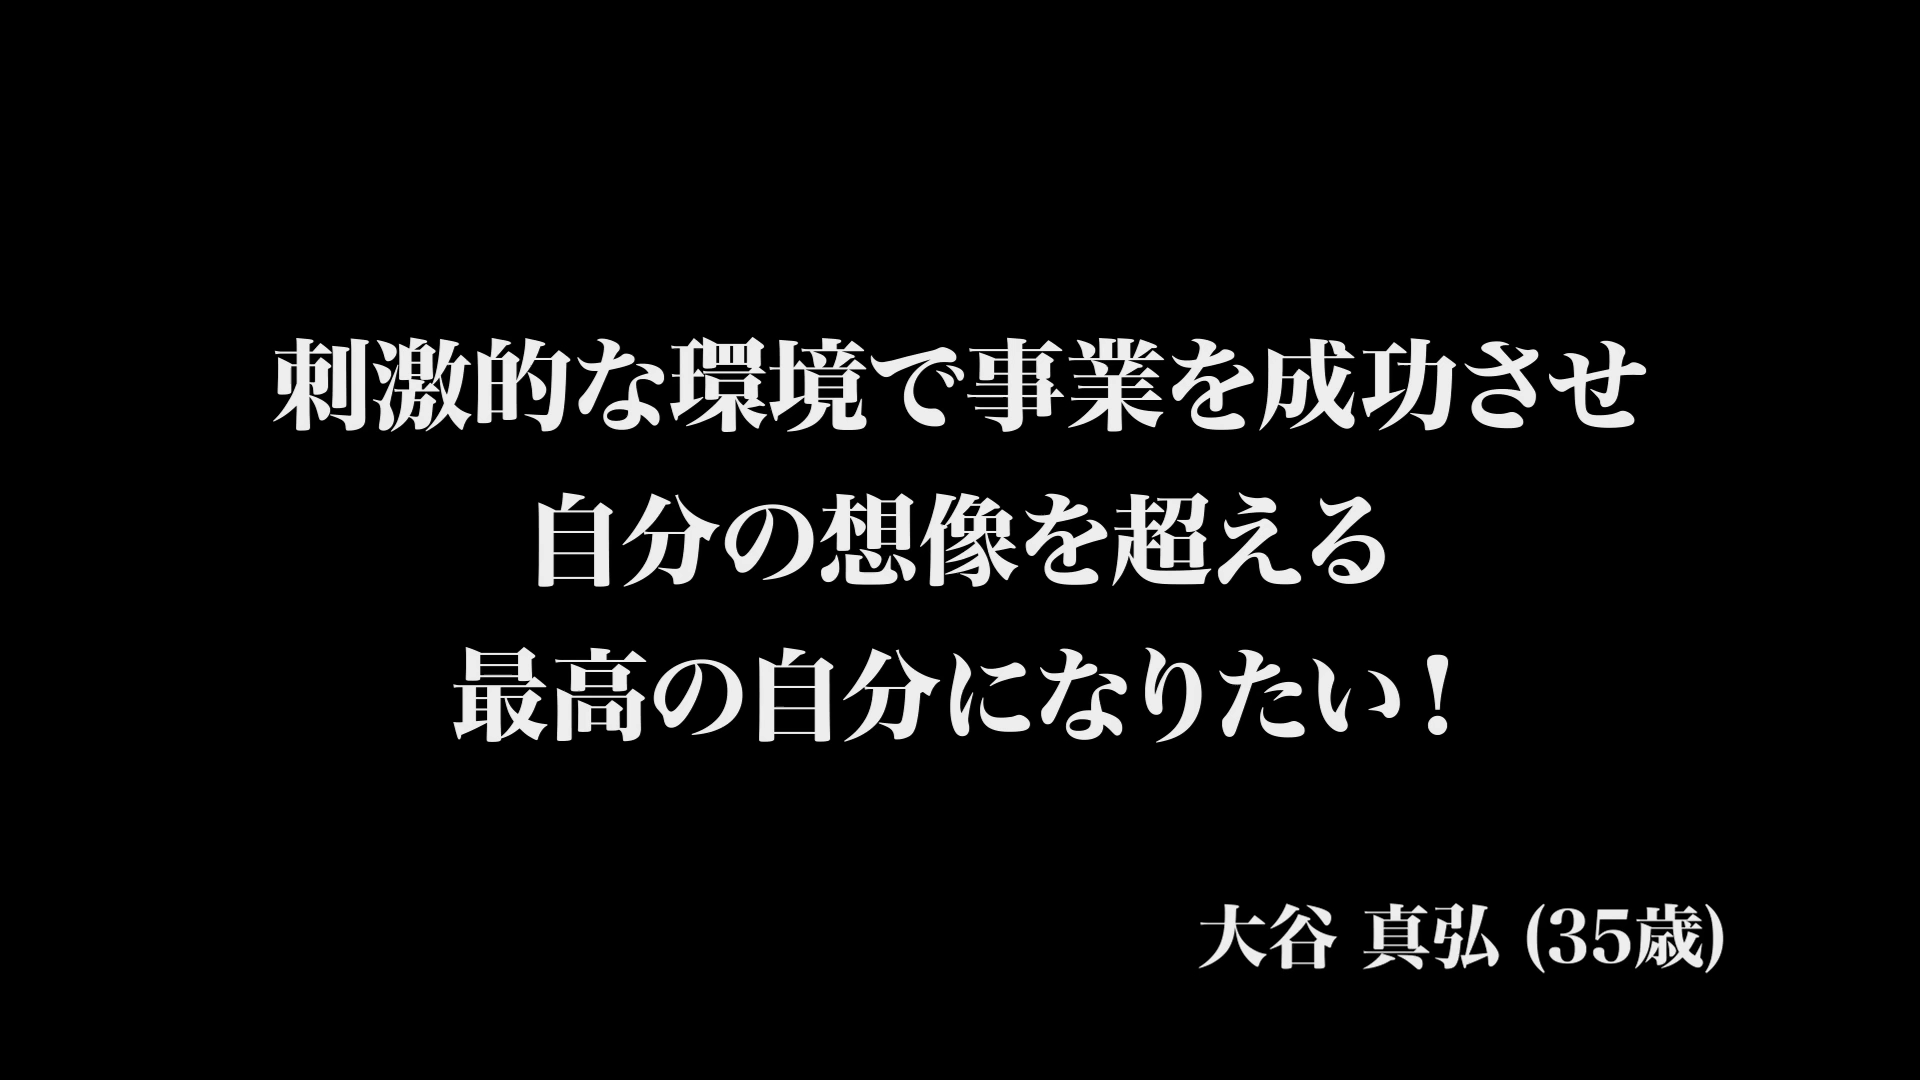 刺激的な環境で事業を成功させ
自分の想像を超える
最高の自分になりたい！
大谷 真弘 (35歳)